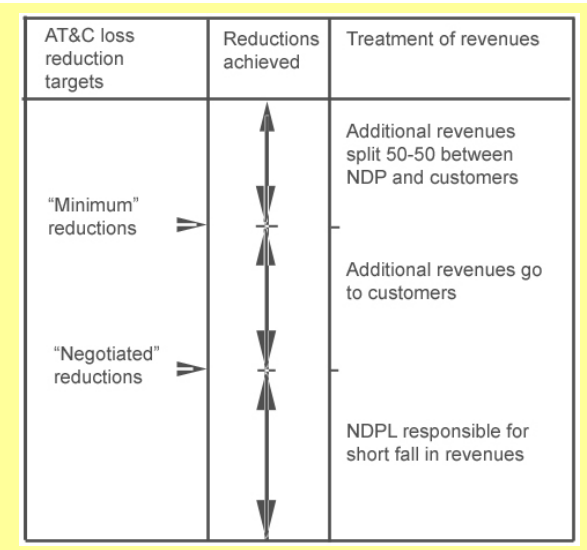 AT&C loss
reduction
targets
Reductions
achieved
Treatment of revenues
Additional revenues
split 50-50 between
NDP and customers
“Minimum”
reductions
Additional revenues go
to customers
“Negotiated”
reductions
NDPL responsible for
short fall in revenues